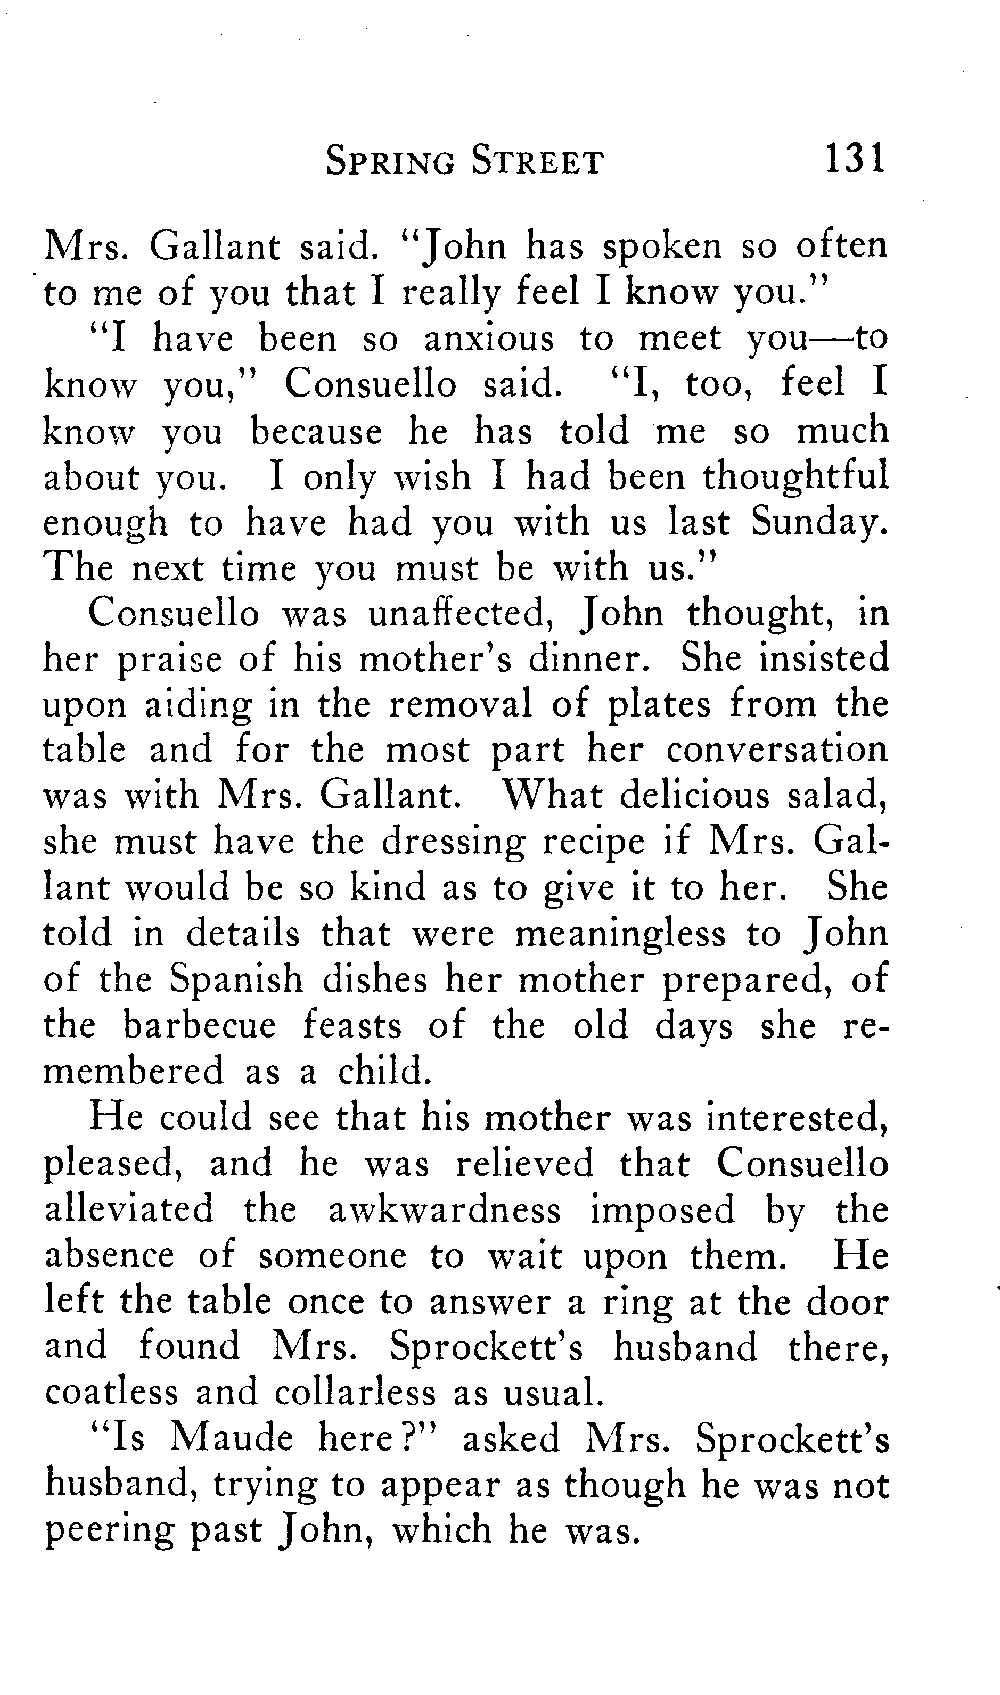 SPRING STREET 131
Mrs. Gallant said. “John has spoken so often
to me of you that I really feel I know you.”
“I have been so anxious to meet you—to
know you,” Consuello said. “I, too, feel I
know you because he has told me so much
about you. I only wish I had been thoughtful
enough to have had you with us last Sunday.
The next time you must be with us.”
Consuello was unaffected, John thought, in
her praise of his mother’s dinner. She insisted
upon aiding in the removal of plates from the
table and for the most part her conversation
was with Mrs. Gallant. What delicious salad,
she must have the dressing recipe if Mrs. Gal-
lant would be so kind as to give it to her. She
told in details that were meaningless to John
of the Spanish dishes her mother prepared, of
the barbecue feasts of the old days she re-
membered as a child.
He could see that his mother was interested,
pleased, and he was relieved that Consuello
alleviated the awkwardness imposed by the
absence of someone to wait upon them. He
left the table once to answer a ring at the door
and found Mrs. Sprockett’s husband there,
coatless and collarless as usual.
“Is Maude here?” asked Mrs. Sprockett’s
husband, trying to appear as though he was not
peering past John, which he was.